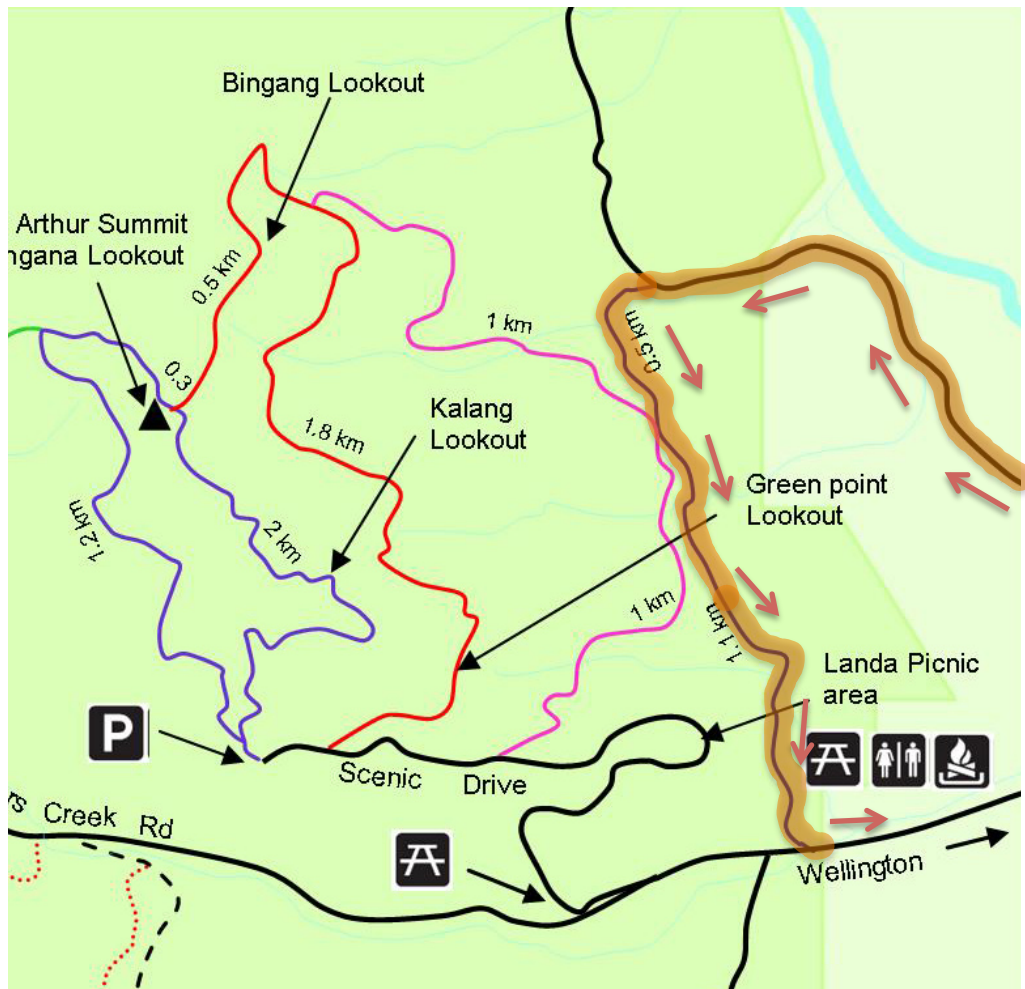 Bingang Lookout
Arthur Summit
ngana Lookout
0.5 km
1 km
0.5 km
0.3
Kalang
Lookout
1.8 km
Green point
Lookout
1.2 km
2 km
1 km
1.1 km
Landa Picnic
area
P
Scenic Drive
rs Creek Rd
Wellington